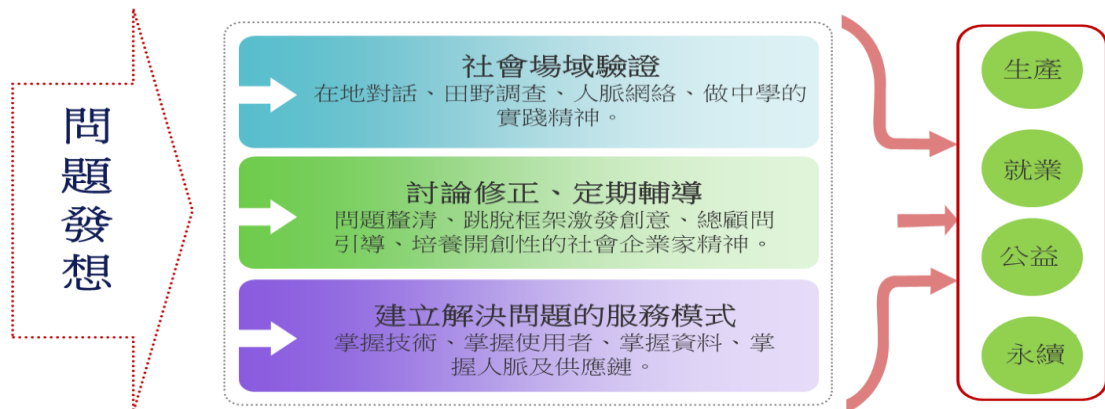 問題發想
社會場域驗證
在地對話、田野調查、人脈網絡、做中學的
實踐精神。
討論修正、定期輔導
問題釐清、跳脫框架激發創意、總顧問
引導、培養開創性的社會企業家精神。
建立解決問題的服務模式
掌握技術、掌握使用者、掌握資料、掌
握人脈及供應鏈。
生產
就業
公益
永續